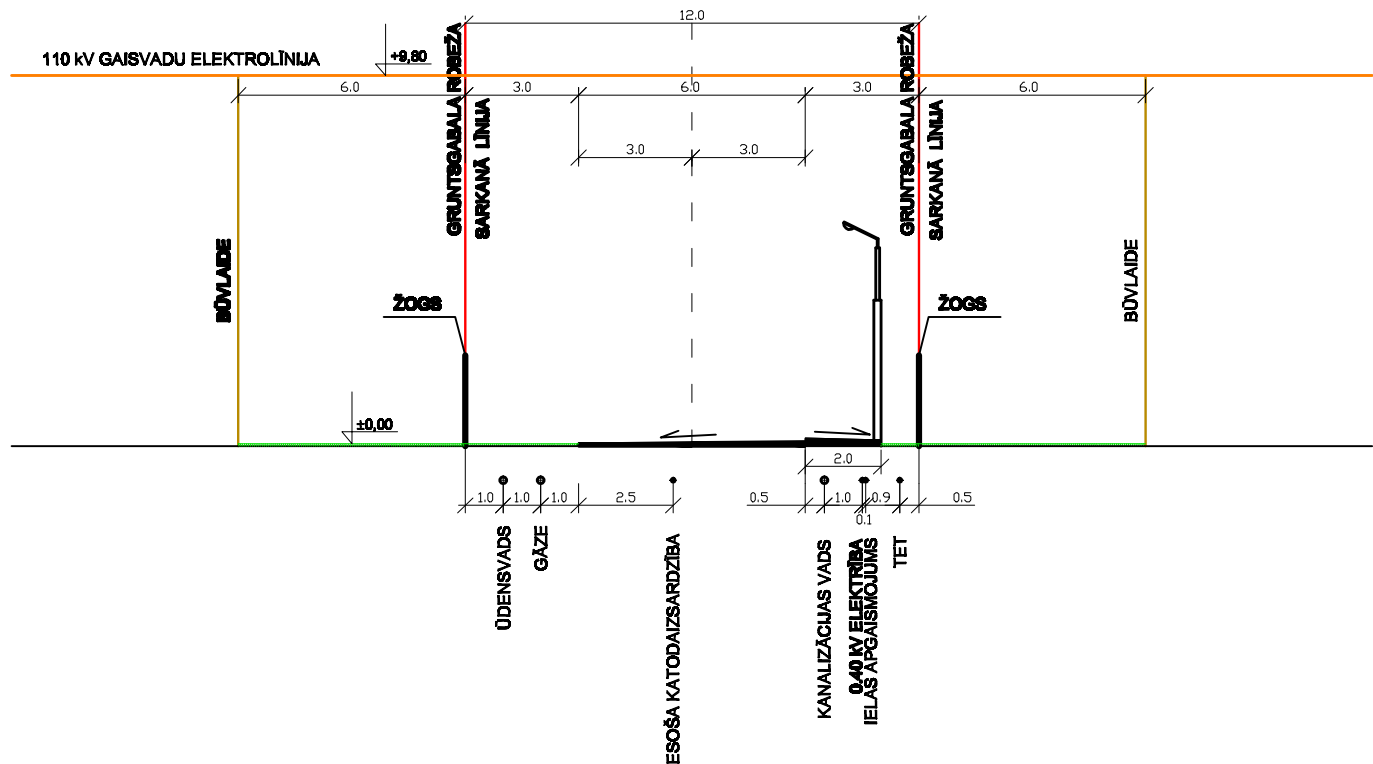 12.0
110 kV GAISVADU ELEKTROLĪNIJA
+9,80
6.0
3.0
6.0
3.0
6.0
3.0
3.0
GRUNTSGABALA ROBEŽA
SARKANĀ LĪNIJA
GRUNTSGABALA ROBEŽA
SARKANĀ LĪNIJA
BŪVLAIDE
BŪVLAIDE
ŽOGS
ŽOGS
±0,00
2.0
1.0
1.0
1.0
2.5
0.5
1.0
0.9
0.5
0.1
ŪDENSVADS
GĀZE
ESOŠA KATODAIZSARDZĪBA
KANALIZĀCIJAS VADS
0.40 kV ELEKTRĪBA
IELAS APGAISMOJUMS
TET